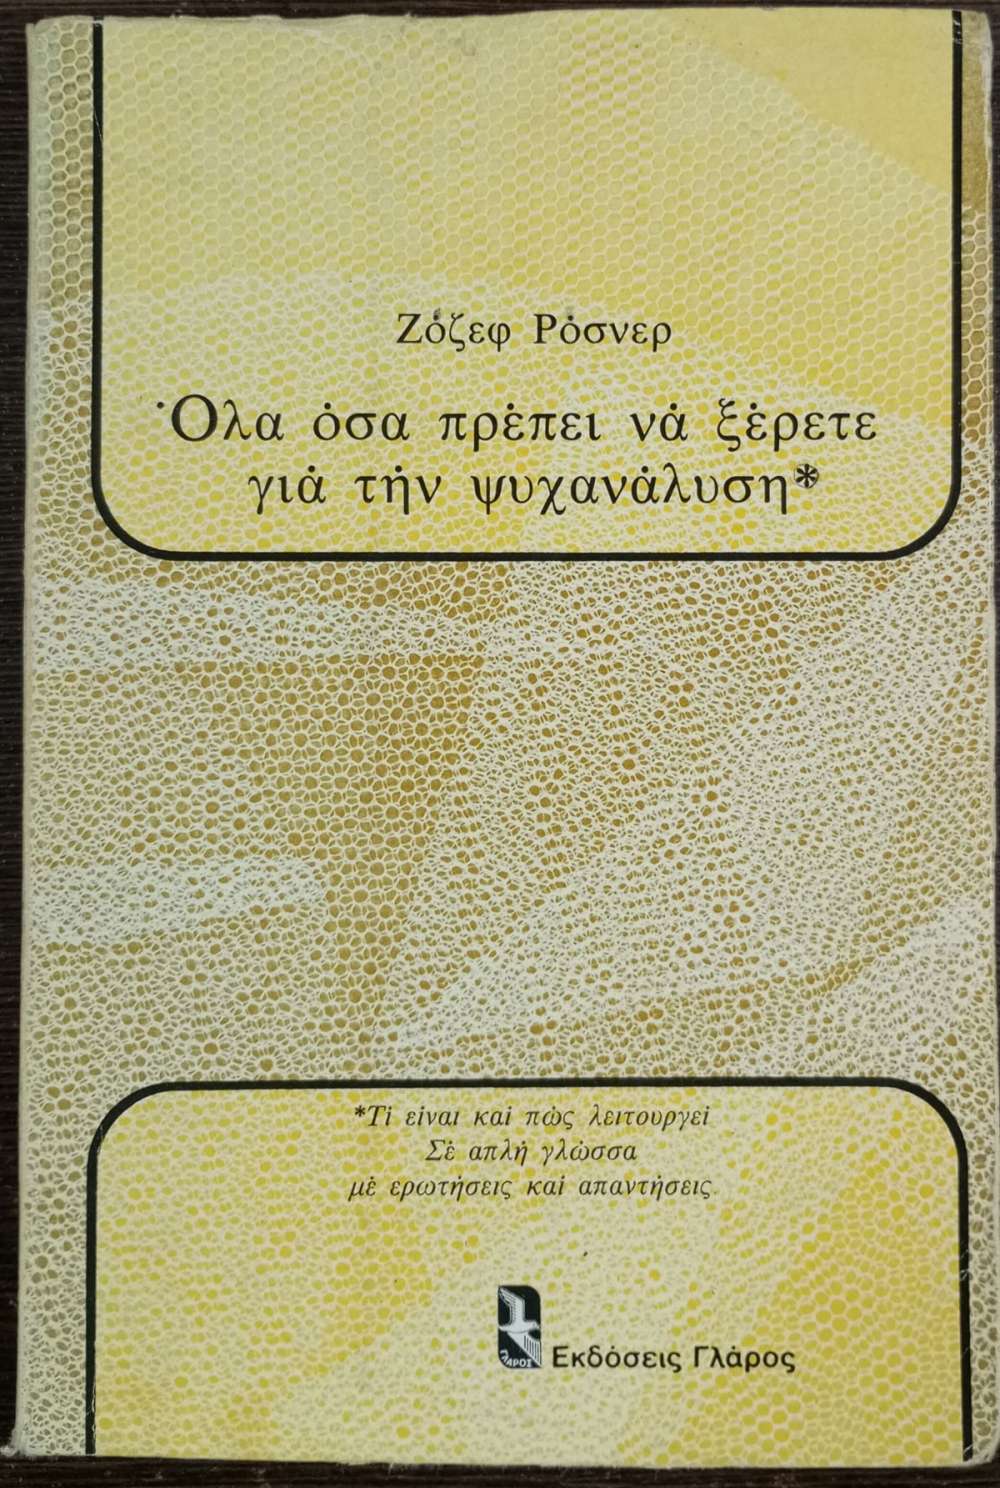 Ζόζεφ Ρόσνερ
Όλα όσα πρέπει νά ξέρετε
γιά τήν ψυχανάλυση*
*Τί είναι καί πώς λειτουργεί
Σέ απλή γλώσσα
μέ ερωτήσεις καί απαντήσεις
ΓΛΑΡΟΣ
Εκδόσεις Γλάρος